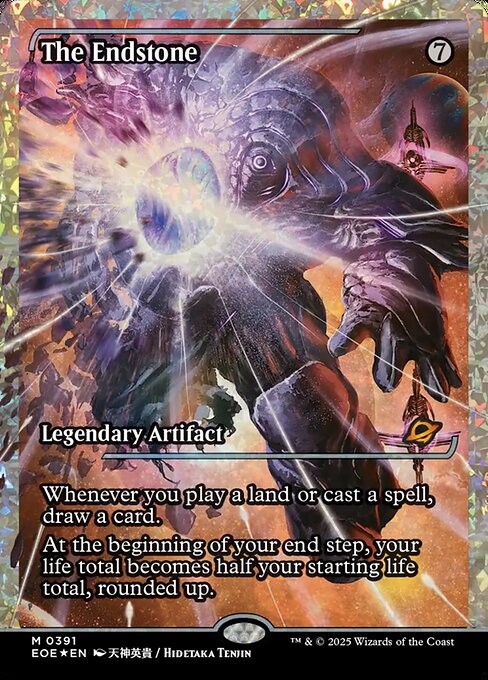 The Endstone
7
Legendary Artifact
Whenever you play a land or cast a spell,
draw a card.
At the beginning of your end step, your
life total becomes half your starting life
total, rounded up.
M 0391
EOE★EN 天神英貴 / Hidetaka Tenjin
™ & © 2025 Wizards of the Coast